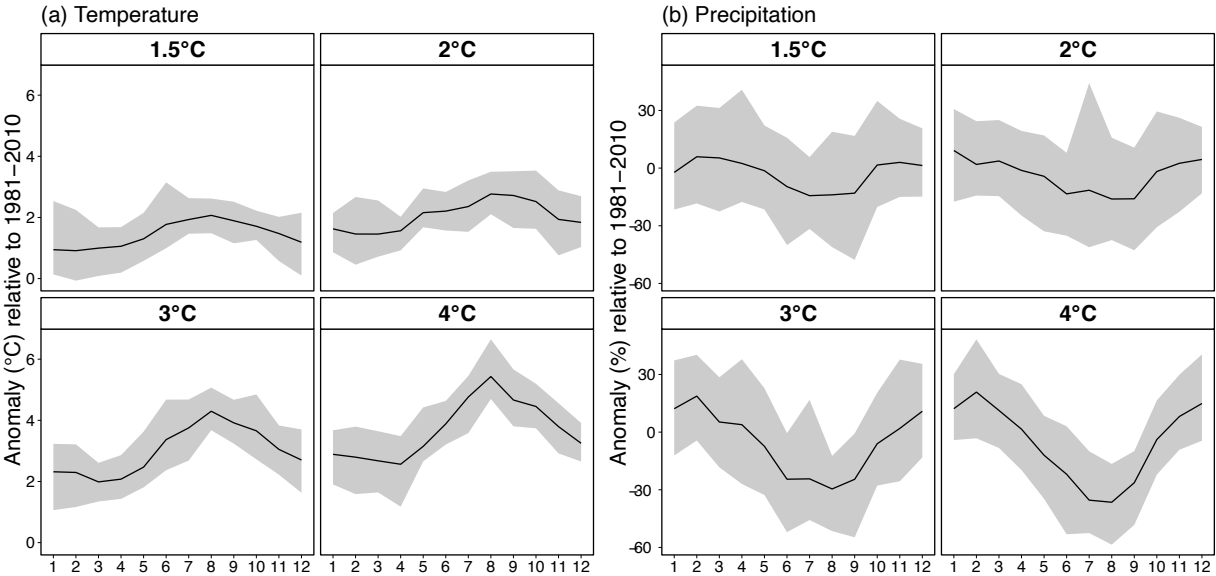 (a) Temperature
(b) Precipitation
1.5°C
2°C
1.5°C
2°C
6
4
2
0
30
0
-30
-60
3°C
4°C
3°C
4°C
6
4
2
0
30
0
-30
-60
Anomaly (°C) relative to 1981−2010
Anomaly (%) relative to 1981−2010
1 2 3 4 5 6 7 8 9 10 11 12
1 2 3 4 5 6 7 8 9 10 11 12
1 2 3 4 5 6 7 8 9 10 11 12
1 2 3 4 5 6 7 8 9 10 11 12